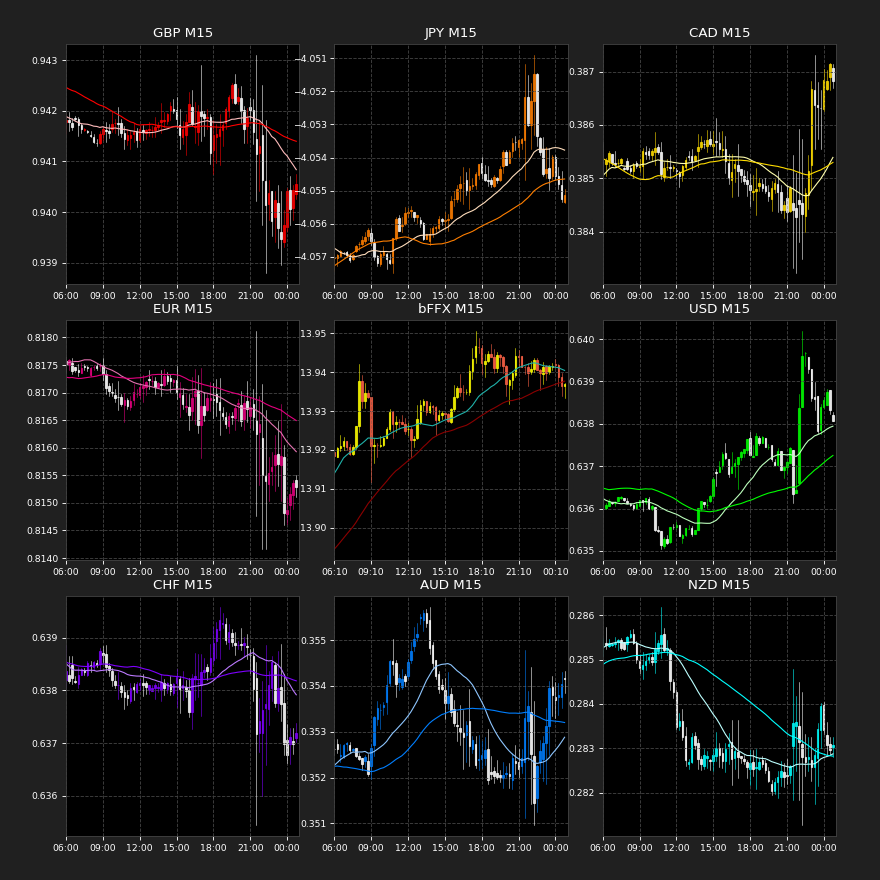 GBP M15
JPY M15
CAD M15
0.943
0.942
0.941
0.940
0.939
−4.051
−4.052
−4.053
−4.054
−4.055
−4.056
−4.057
0.387
0.386
0.385
0.384
06:00 09:00 12:00 15:00 18:00 21:00 00:00
06:00 09:00 12:00 15:00 18:00 21:00 00:00
06:00 09:00 12:00 15:00 18:00 21:00 00:00
EUR M15
bFFX M15
USD M15
0.8180
0.8175
0.8170
0.8165
0.8160
0.8155
0.8150
0.8145
0.8140
13.95
13.94
13.93
13.92
13.91
13.90
0.640
0.639
0.638
0.637
0.636
0.635
06:00 09:00 12:00 15:00 18:00 21:00 00:00
06:10 09:10 12:10 15:10 18:10 21:10 00:10
06:00 09:00 12:00 15:00 18:00 21:00 00:00
CHF M15
AUD M15
NZD M15
0.639
0.638
0.637
0.636
0.355
0.354
0.353
0.352
0.351
0.286
0.285
0.284
0.283
0.282
06:00 09:00 12:00 15:00 18:00 21:00 00:00
06:00 09:00 12:00 15:00 18:00 21:00 00:00
06:00 09:00 12:00 15:00 18:00 21:00 00:00